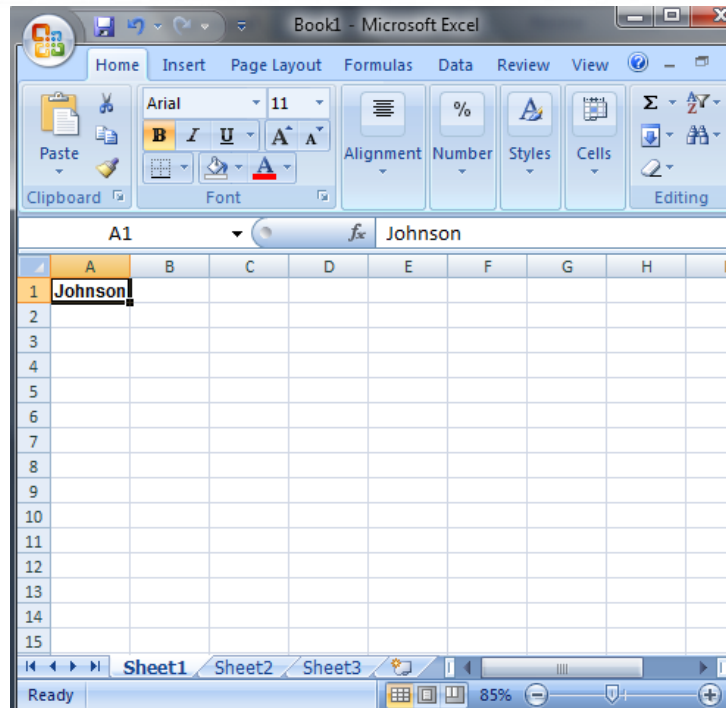 Book1 - Microsoft Excel
Home Insert Page Layout Formulas Data Review View
Arial 11
B I U A A
Paste
Alignment Number Styles Cells
% A Σ
A
Clipboard Font Editing
A1 fx Johnson
A B C D E F G H
1 Johnson
2
3
4
5
6
7
8
9
10
11
12
13
14
15
Sheet1 Sheet2 Sheet3
Ready 85%